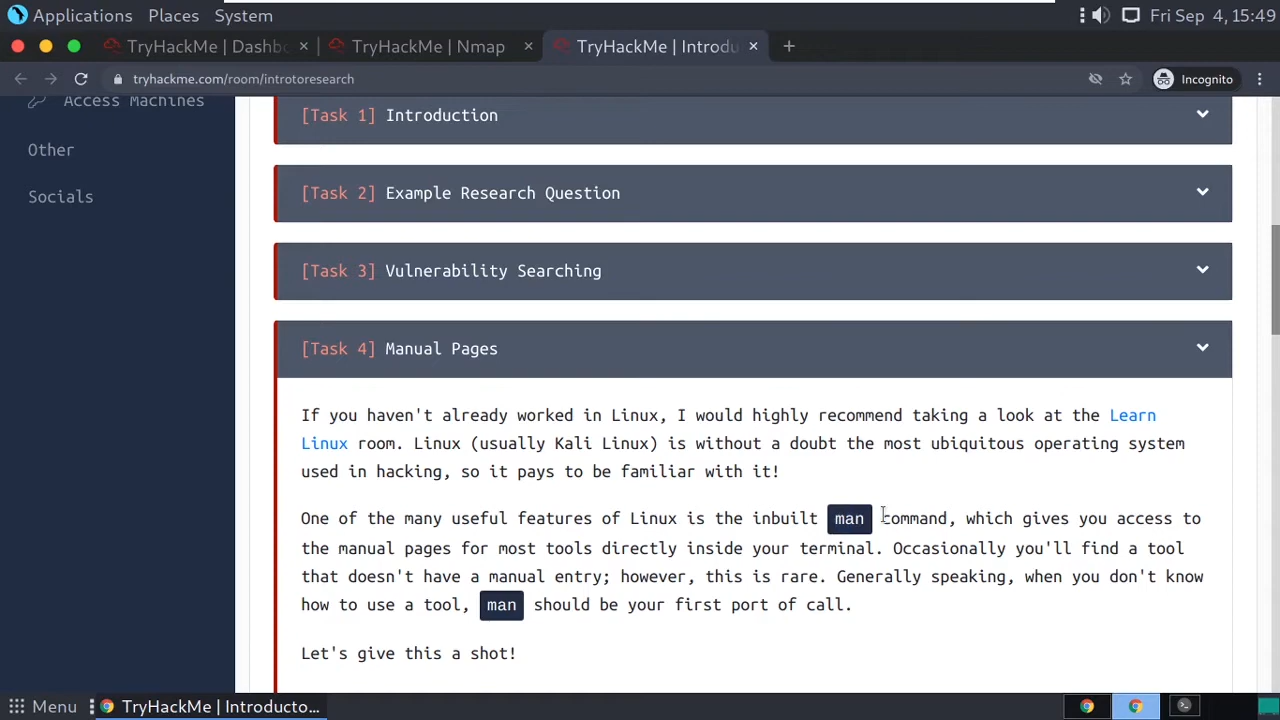 Applications Places System Fri Sep 4, 15:49
TryHackMe | Dashbo × TryHackMe | Nmap × TryHackMe | Introdu × +
tryhackme.com/room/introtoresearch Incognito
Access Machines
Other
Socials
[Task 1] Introduction
[Task 2] Example Research Question
[Task 3] Vulnerability Searching
[Task 4] Manual Pages
If you haven't already worked in Linux, I would highly recommend taking a look at the Learn
Linux room. Linux (usually Kali Linux) is without a doubt the most ubiquitous operating system
used in hacking, so it pays to be familiar with it!
One of the many useful features of Linux is the inbuilt man command, which gives you access to
the manual pages for most tools directly inside your terminal. Occasionally you'll find a tool
that doesn't have a manual entry; however, this is rare. Generally speaking, when you don't know
how to use a tool, man should be your first port of call.
Let's give this a shot!
Menu TryHackMe | Introducto...